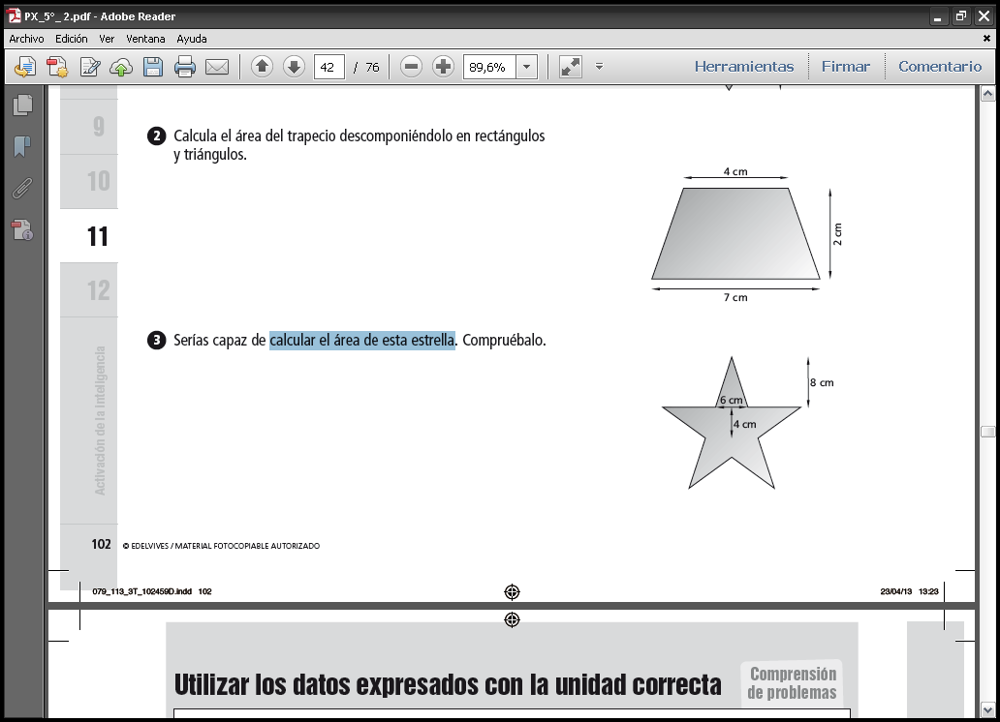 PX_5°_ 2.pdf - Adobe Reader
Archivo Edición Ver Ventana Ayuda
42 / 76 89,6% Herramientas Firmar Comentario
9
10
11
12
Activación de la Inteligencia
2 Calcula el área del trapecio descomponiéndolo en rectángulos
y triángulos.
4 cm
2 cm
7 cm
3 Serías capaz de calcular el área de esta estrella. Compruébalo.
8 cm
6 cm
4 cm
102 © EDELVIVES / MATERIAL FOTOCOPIABLE AUTORIZADO
079_113_3T_102459D.indd 102 23/04/13 13:23
Utilizar los datos expresados con la unidad correcta
Comprensión
de problemas